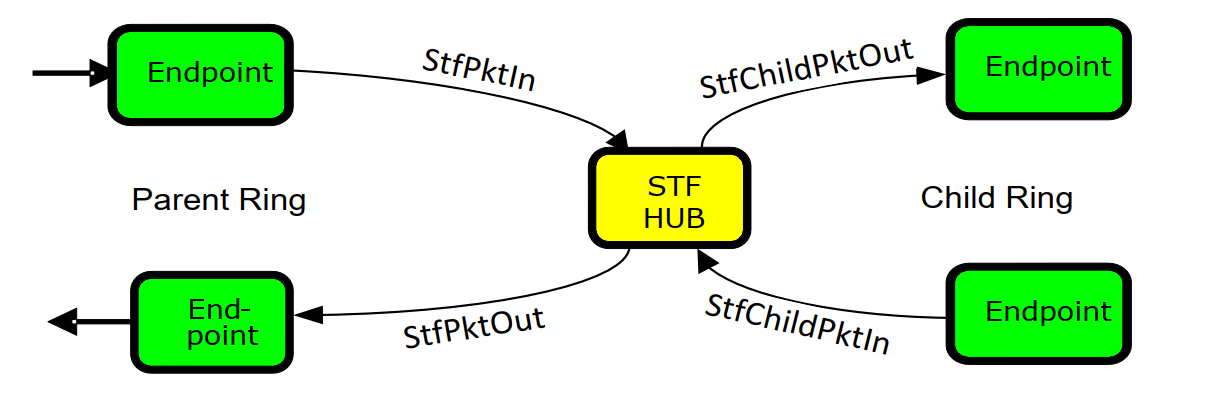 Endpoint
StfPktIn
StfChildPktOut
Endpoint
Parent Ring
STF
HUB
Child Ring
End-
point
StfPktOut
StfChildPktIn
Endpoint